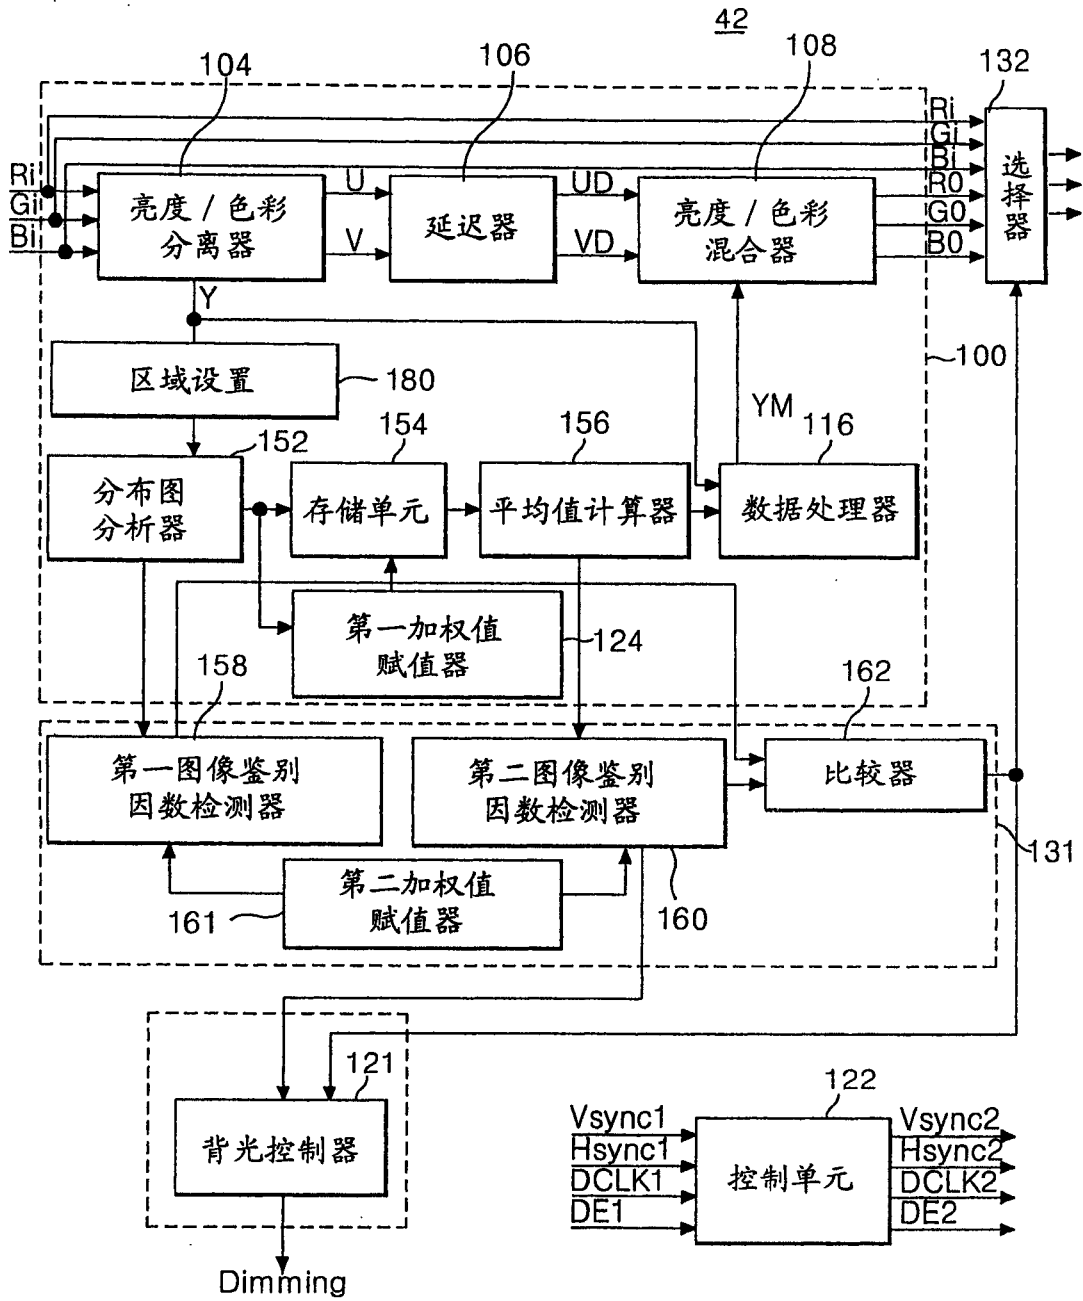 42
104
106
108
132
Ri
Gi
Bi
R0
G0
B0
Ri
Gi
Bi
亮度/色彩
分离器
U
V
延迟器
UD
VD
亮度/色彩
混合器
选择器
Y
区域设置
180
100
YM
152
154
156
116
分布图
分析器
存储单元
平均值计算器
数据处理器
第一加权值
赋值器
124
158
162
第一图像鉴别
因数检测器
第二图像鉴别
因数检测器
比较器
131
第二加权值
赋值器
161
160
121
背光控制器
Dimming
122
Vsync1
Hsync1
DCLK1
DE1
控制单元
Vsync2
Hsync2
DCLK2
DE2